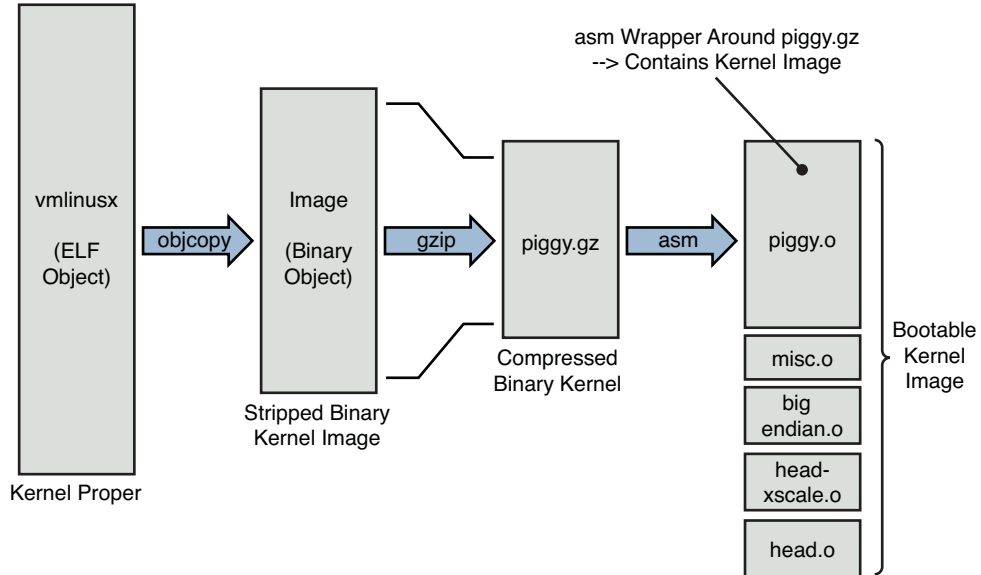 asm Wrapper Around piggy.gz
--> Contains Kernel Image
vmlinusx
(ELF
Object)
objcopy
Image
(Binary
Object)
gzip
piggy.gz
asm
piggy.o
misc.o
big
endian.o
head-
xscale.o
head.o
Bootable
Kernel
Image
Compressed
Binary Kernel
Stripped Binary
Kernel Image
Kernel Proper